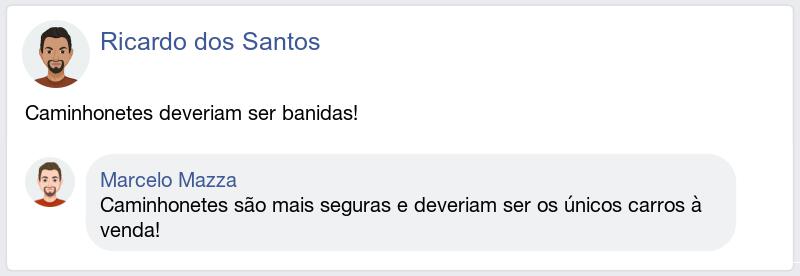 Ricardo dos Santos
Caminhonetes deveriam ser banidas!
Marcelo Mazza
Caminhonetes são mais seguras e deveriam ser os únicos carros à
venda!